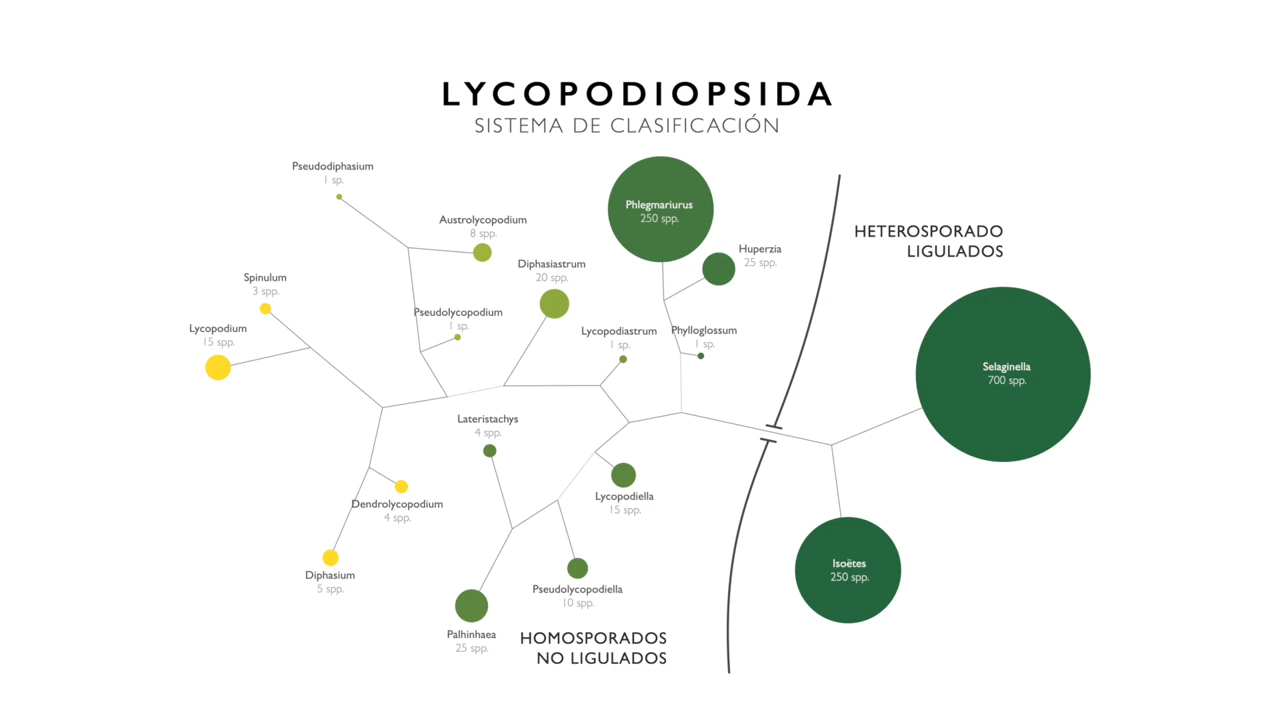 LYCOPODIOPSIDA
SISTEMA DE CLASIFICACIÓN
Pseudodiphasium
1 sp.
Austrolycopodium
8 spp.
Phlegmariurus
250 spp.
HETEROSPORADO
LIGULADOS
Huperzia
25 spp.
Diphasiastrum
20 spp.
Spinulum
3 spp.
Pseudolycopodium
1 sp.
Lycopodium
15 spp.
Lycopodiastrum
1 sp.
Phylloglossum
1 sp.
Selaginella
700 spp.
Lateristachys
4 spp.
Dendrolycopodium
4 spp.
Lycopodiella
15 spp.
Isoëtes
250 spp.
Diphasium
5 spp.
Pseudolycopodiella
10 spp.
Palhinhaea
25 spp.
HOMOSPORADOS
NO LIGULADOS